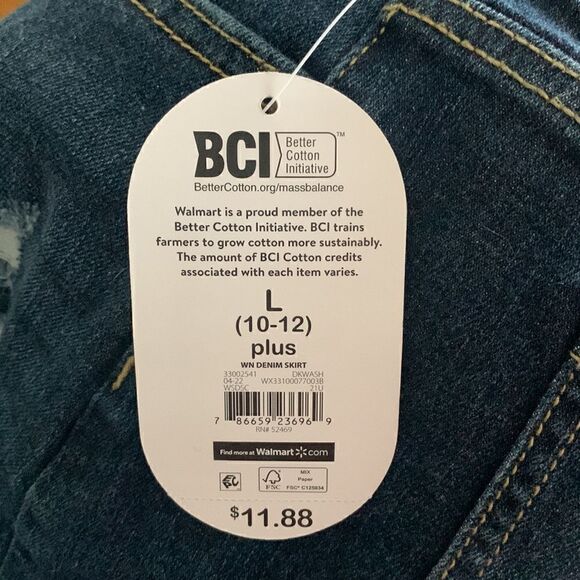 BCI Better Cotton Initiative™
BetterCotton.org/massbalance
Walmart is a proud member of the
Better Cotton Initiative. BCI trains
farmers to grow cotton more sustainably.
The amount of BCI Cotton credits
associated with each item varies.
L
(10-12)
plus
WN DENIM SKIRT
33002541 DKWASH
04-22 WX33100077003B
WSDSC 21U
7 86659 23696 9
RN# 52469
Find more at Walmart.com
FSC MIX
Paper
FSC® C125834
$11.88